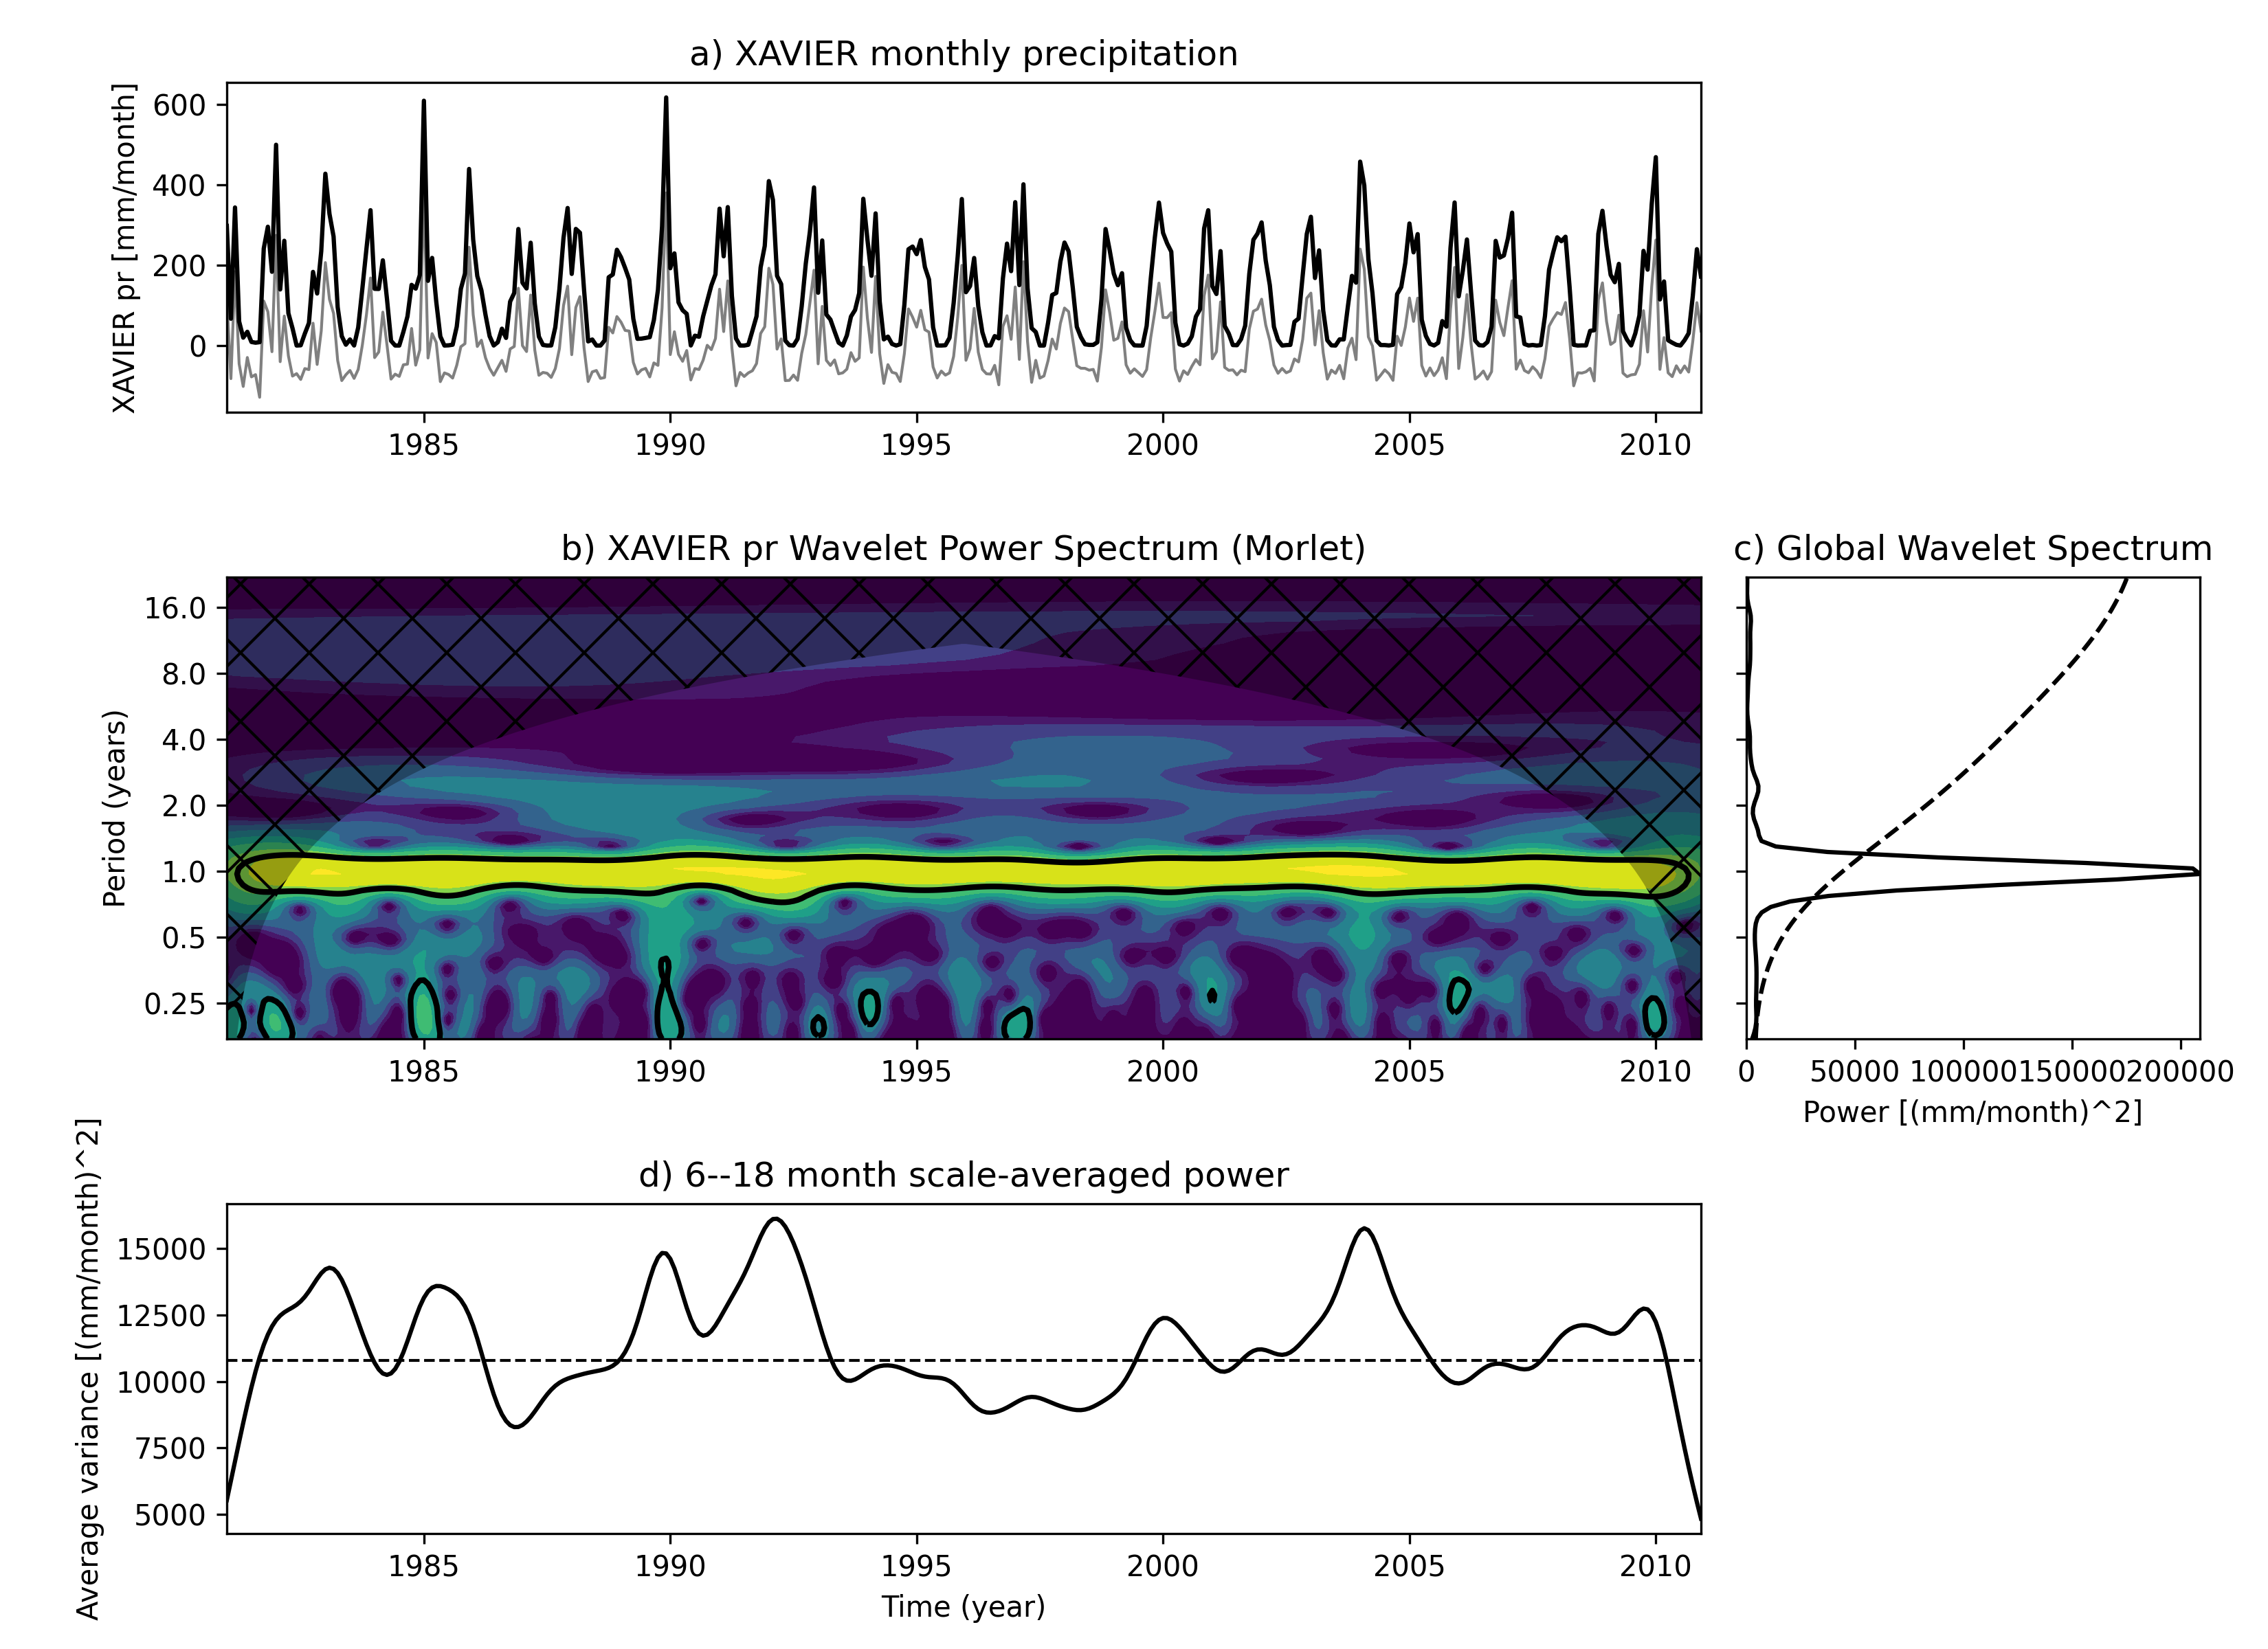 a) XAVIER monthly precipitation
XAVIER pr [mm/month]
600
400
200
0
1985 1990 1995 2000 2005 2010
b) XAVIER pr Wavelet Power Spectrum (Morlet)
Period (years)
16.0
8.0
4.0
2.0
1.0
0.5
0.25
1985 1990 1995 2000 2005 2010
c) Global Wavelet Spectrum
0 50000 100000 150000 200000
Power [(mm/month)^2]
d) 6--18 month scale-averaged power
Average variance [(mm/month)^2]
15000
12500
10000
7500
5000
1985 1990 1995 2000 2005 2010
Time (year)